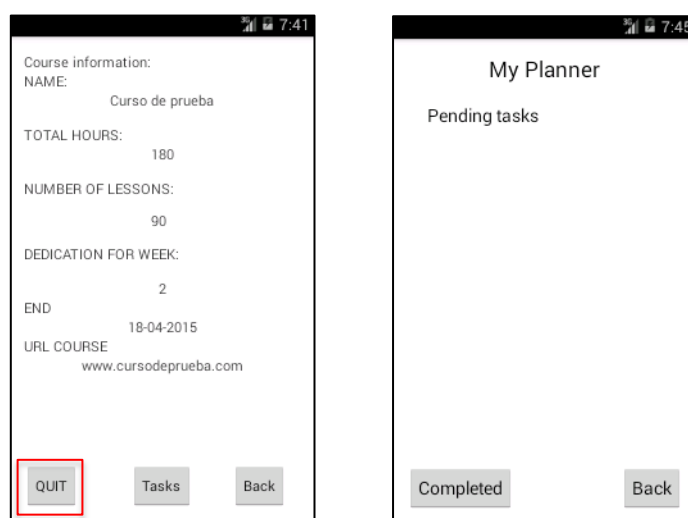 3G 7:41
Course information:
NAME:
Curso de prueba
TOTAL HOURS:
180
NUMBER OF LESSONS:
90
DEDICATION FOR WEEK:
2
END
18-04-2015
URL COURSE
www.cursodeprueba.com
QUIT Tasks Back
3G 7:45
My Planner
Pending tasks
Completed Back